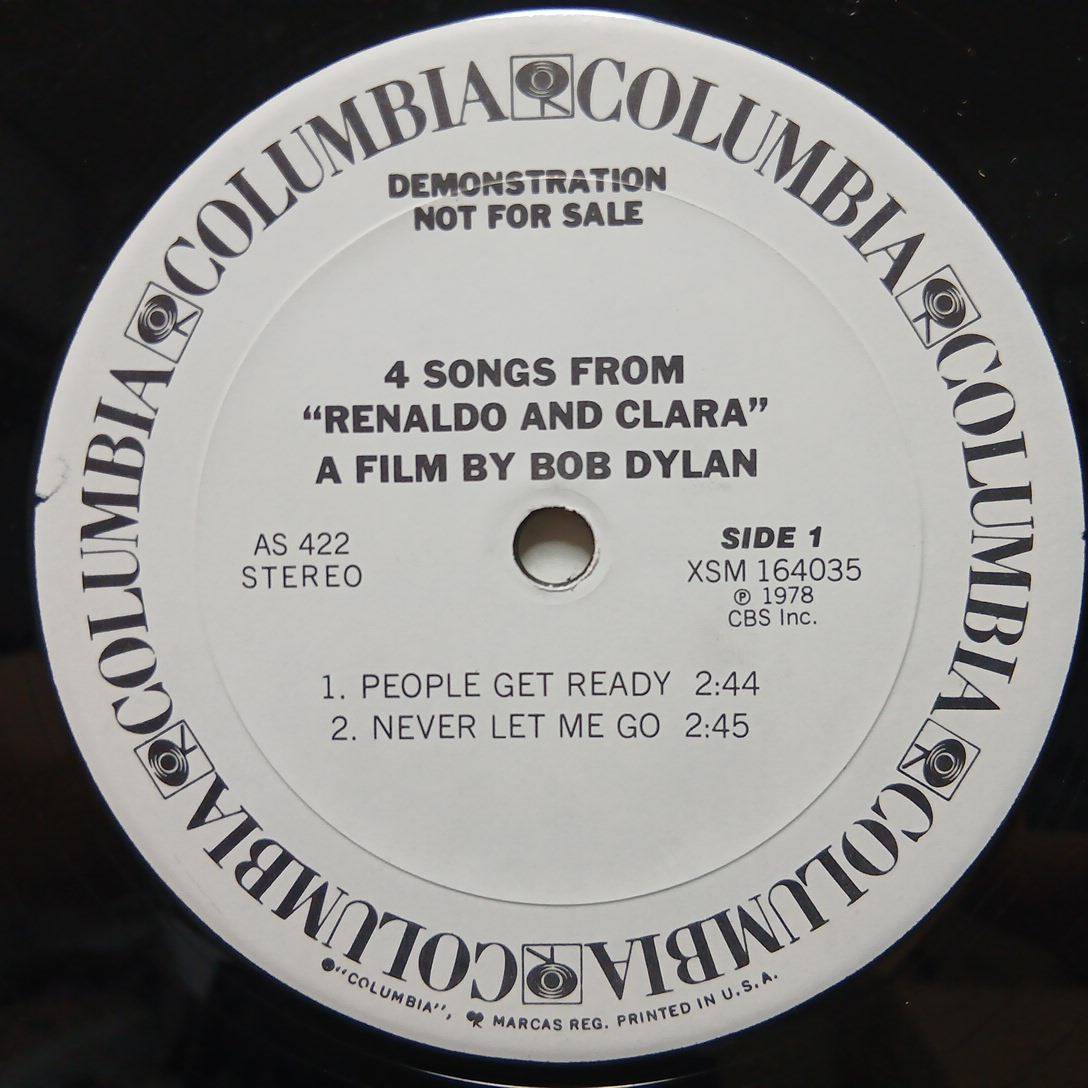 COLUMBIA COLUMBIA COLUMBIA COLUMBIA COLUMBIA COLUMBIA
DEMONSTRATION
NOT FOR SALE
4 SONGS FROM
“RENALDO AND CLARA”
A FILM BY BOB DYLAN
AS 422
STEREO
SIDE 1
XSM 164035
℗ 1978
CBS Inc.
1. PEOPLE GET READY 2:44
2. NEVER LET ME GO 2:45
“COLUMBIA”, MARCAS REG. PRINTED IN U.S.A.